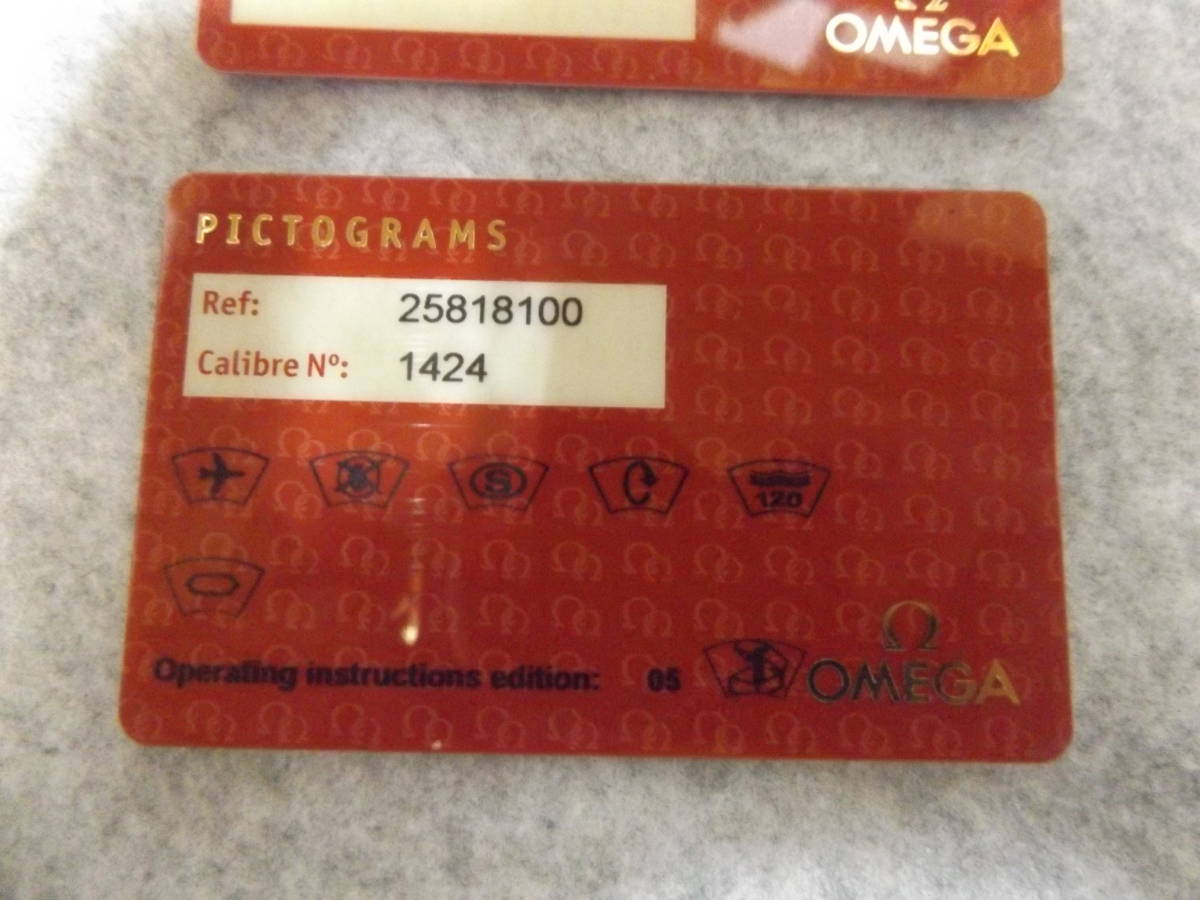 OMEGA
PICTOGRAMS
Ref: 25818100
Calibre Nº: 1424
S
120
Operating instructions edition: 05
OMEGA